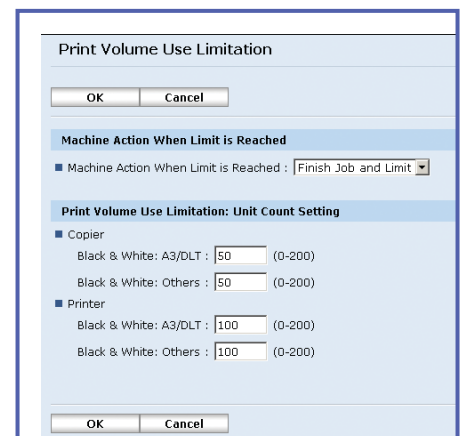 Print Volume Use Limitation
OK Cancel
Machine Action When Limit is Reached
Machine Action When Limit is Reached : Finish Job and Limit
Print Volume Use Limitation: Unit Count Setting
Copier
Black & White: A3/DLT : 50 (0-200)
Black & White: Others : 50 (0-200)
Printer
Black & White: A3/DLT : 100 (0-200)
Black & White: Others : 100 (0-200)
OK Cancel